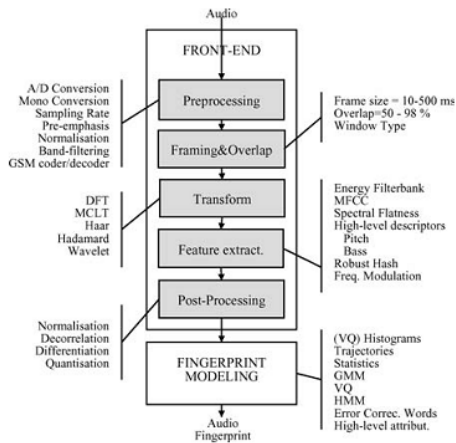 Audio
FRONT-END
A/D Conversion
Mono Conversion
Sampling Rate
Pre-emphasis
Normalisation
Band-filtering
GSM coder/decoder
Preprocessing
Framing&Overlap
Frame size = 10-500 ms
Overlap=50 - 98 %
Window Type
DFT
MCLT
Haar
Hadamard
Wavelet
Transform
Feature extract.
Energy Filterbank
MFCC
Spectral Flatness
High-level descriptors
Pitch
Bass
Robust Hash
Freq. Modulation
Post-Processing
Normalisation
Decorrelation
Differentiation
Quantisation
FINGERPRINT
MODELING
(VQ) Histograms
Trajectories
Statistics
GMM
VQ
HMM
Error Correc. Words
High-level attribut.
Audio
Fingerprint